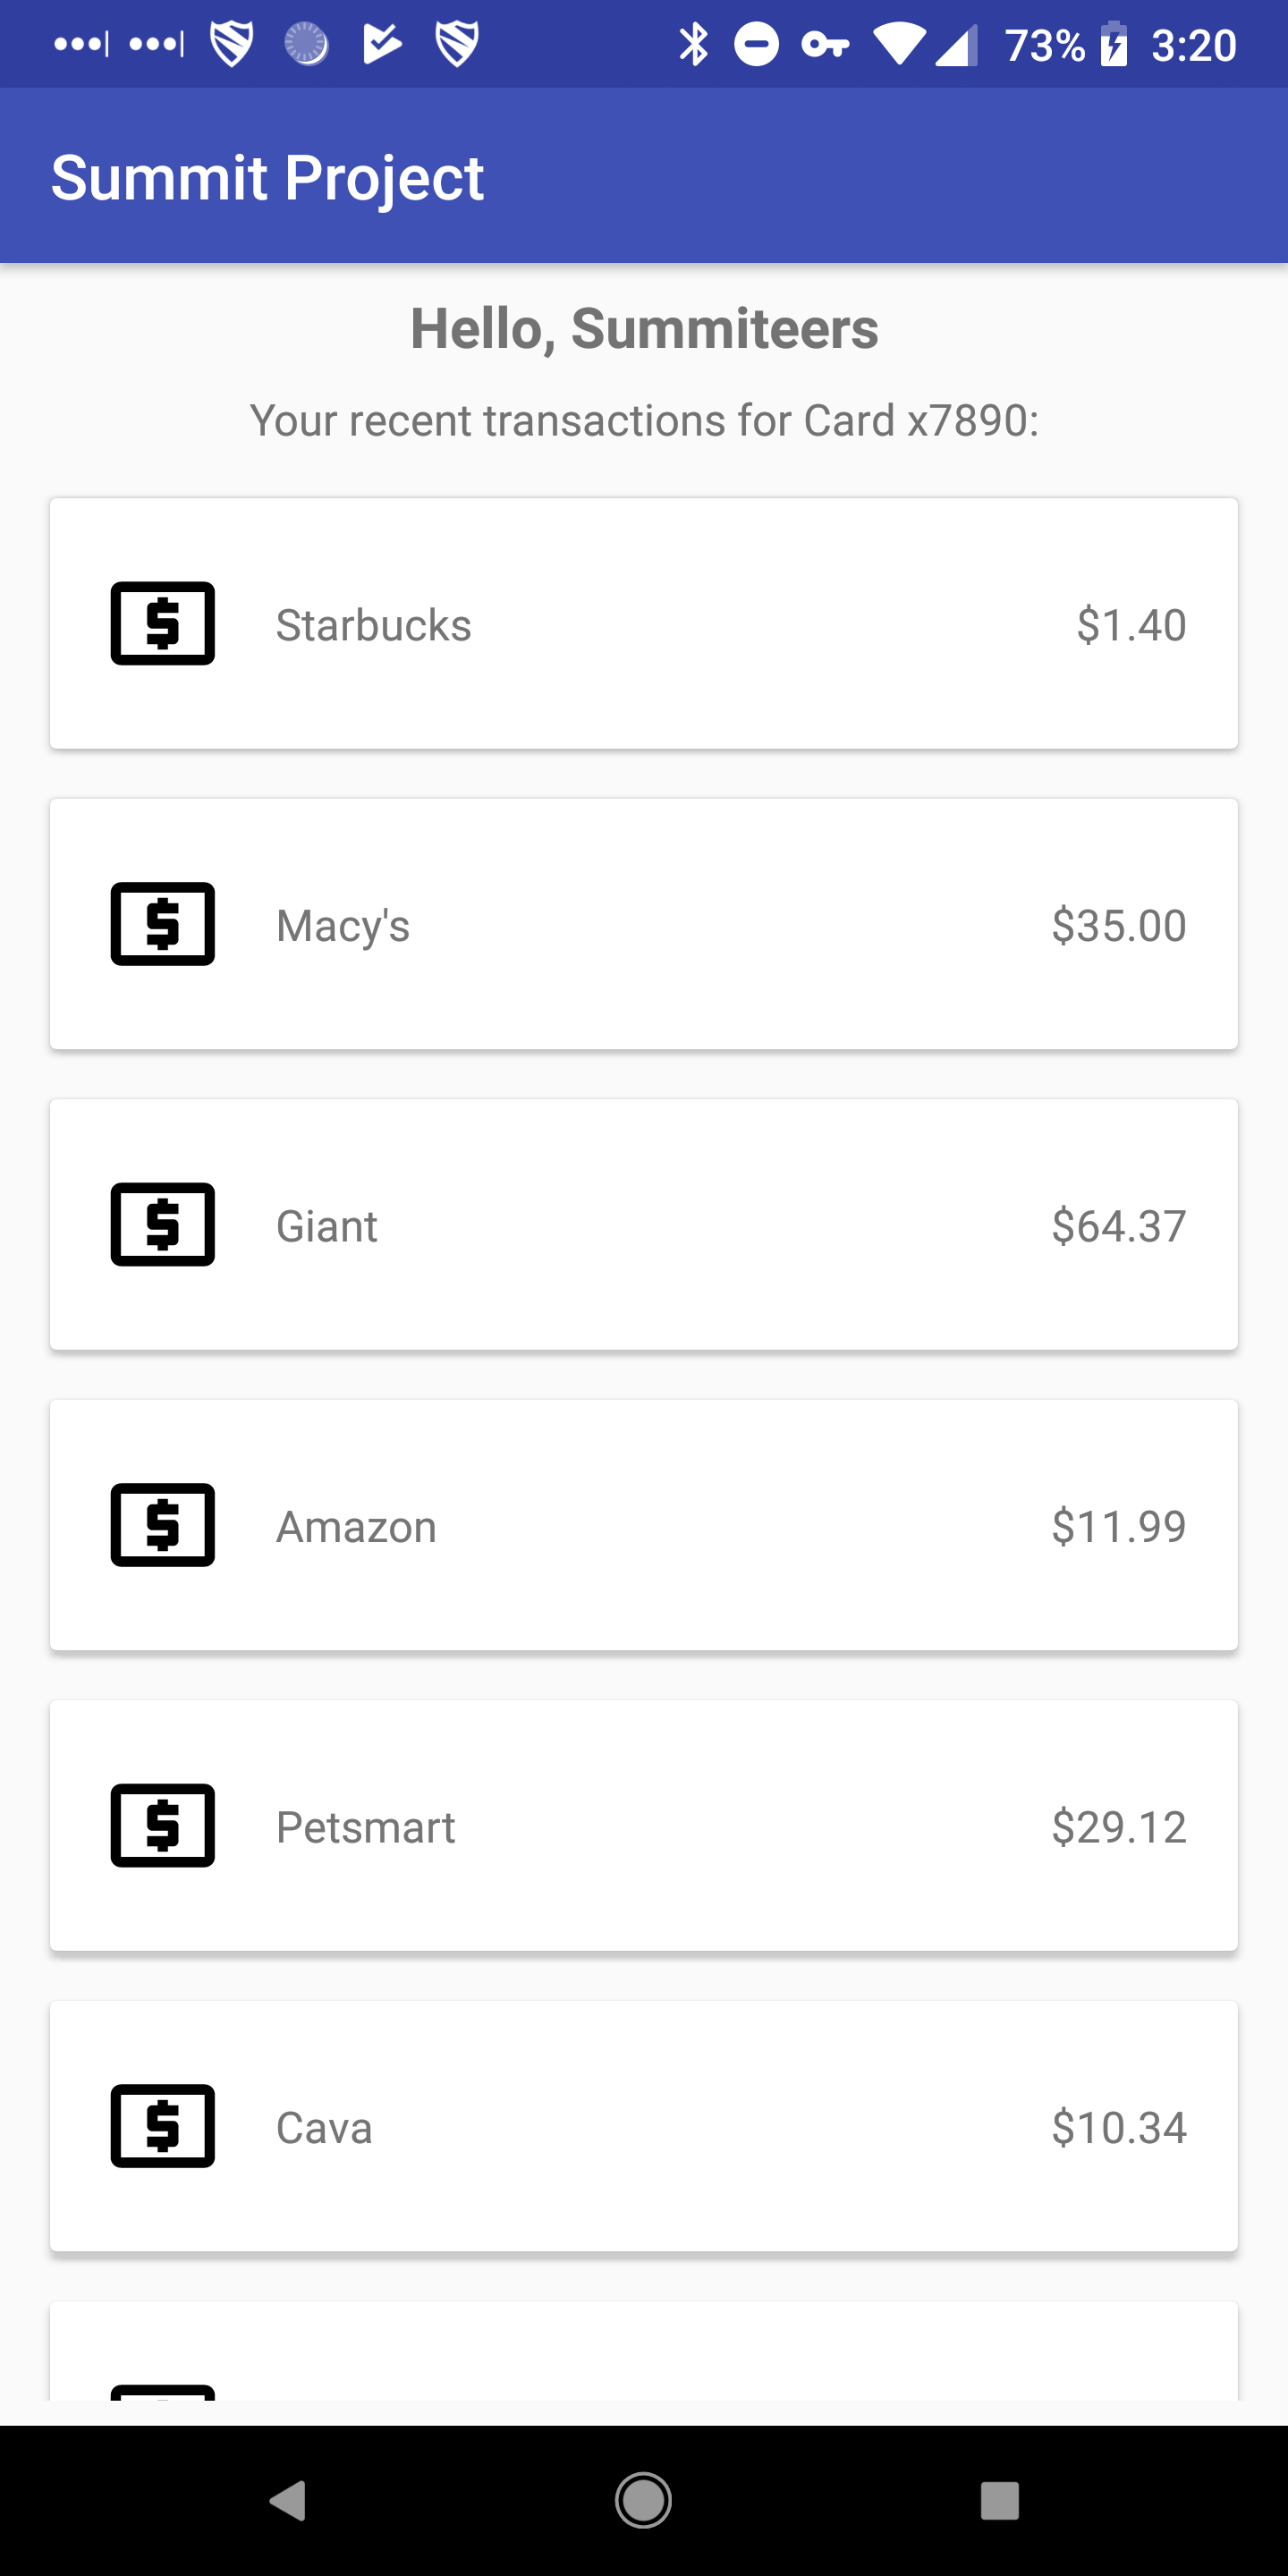 73% 3:20
Summit Project
Hello, Summiteers
Your recent transactions for Card x7890:
$ Starbucks $1.40
$ Macy's $35.00
$ Giant $64.37
$ Amazon $11.99
$ Petsmart $29.12
$ Cava $10.34